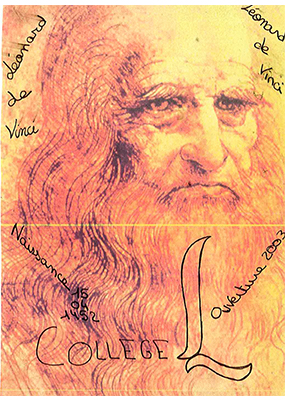 Léonard
de
Vinci
Léonard
de
Vinci
Naissance 15
04
1452
COLLEGE
L
ouverture 2003